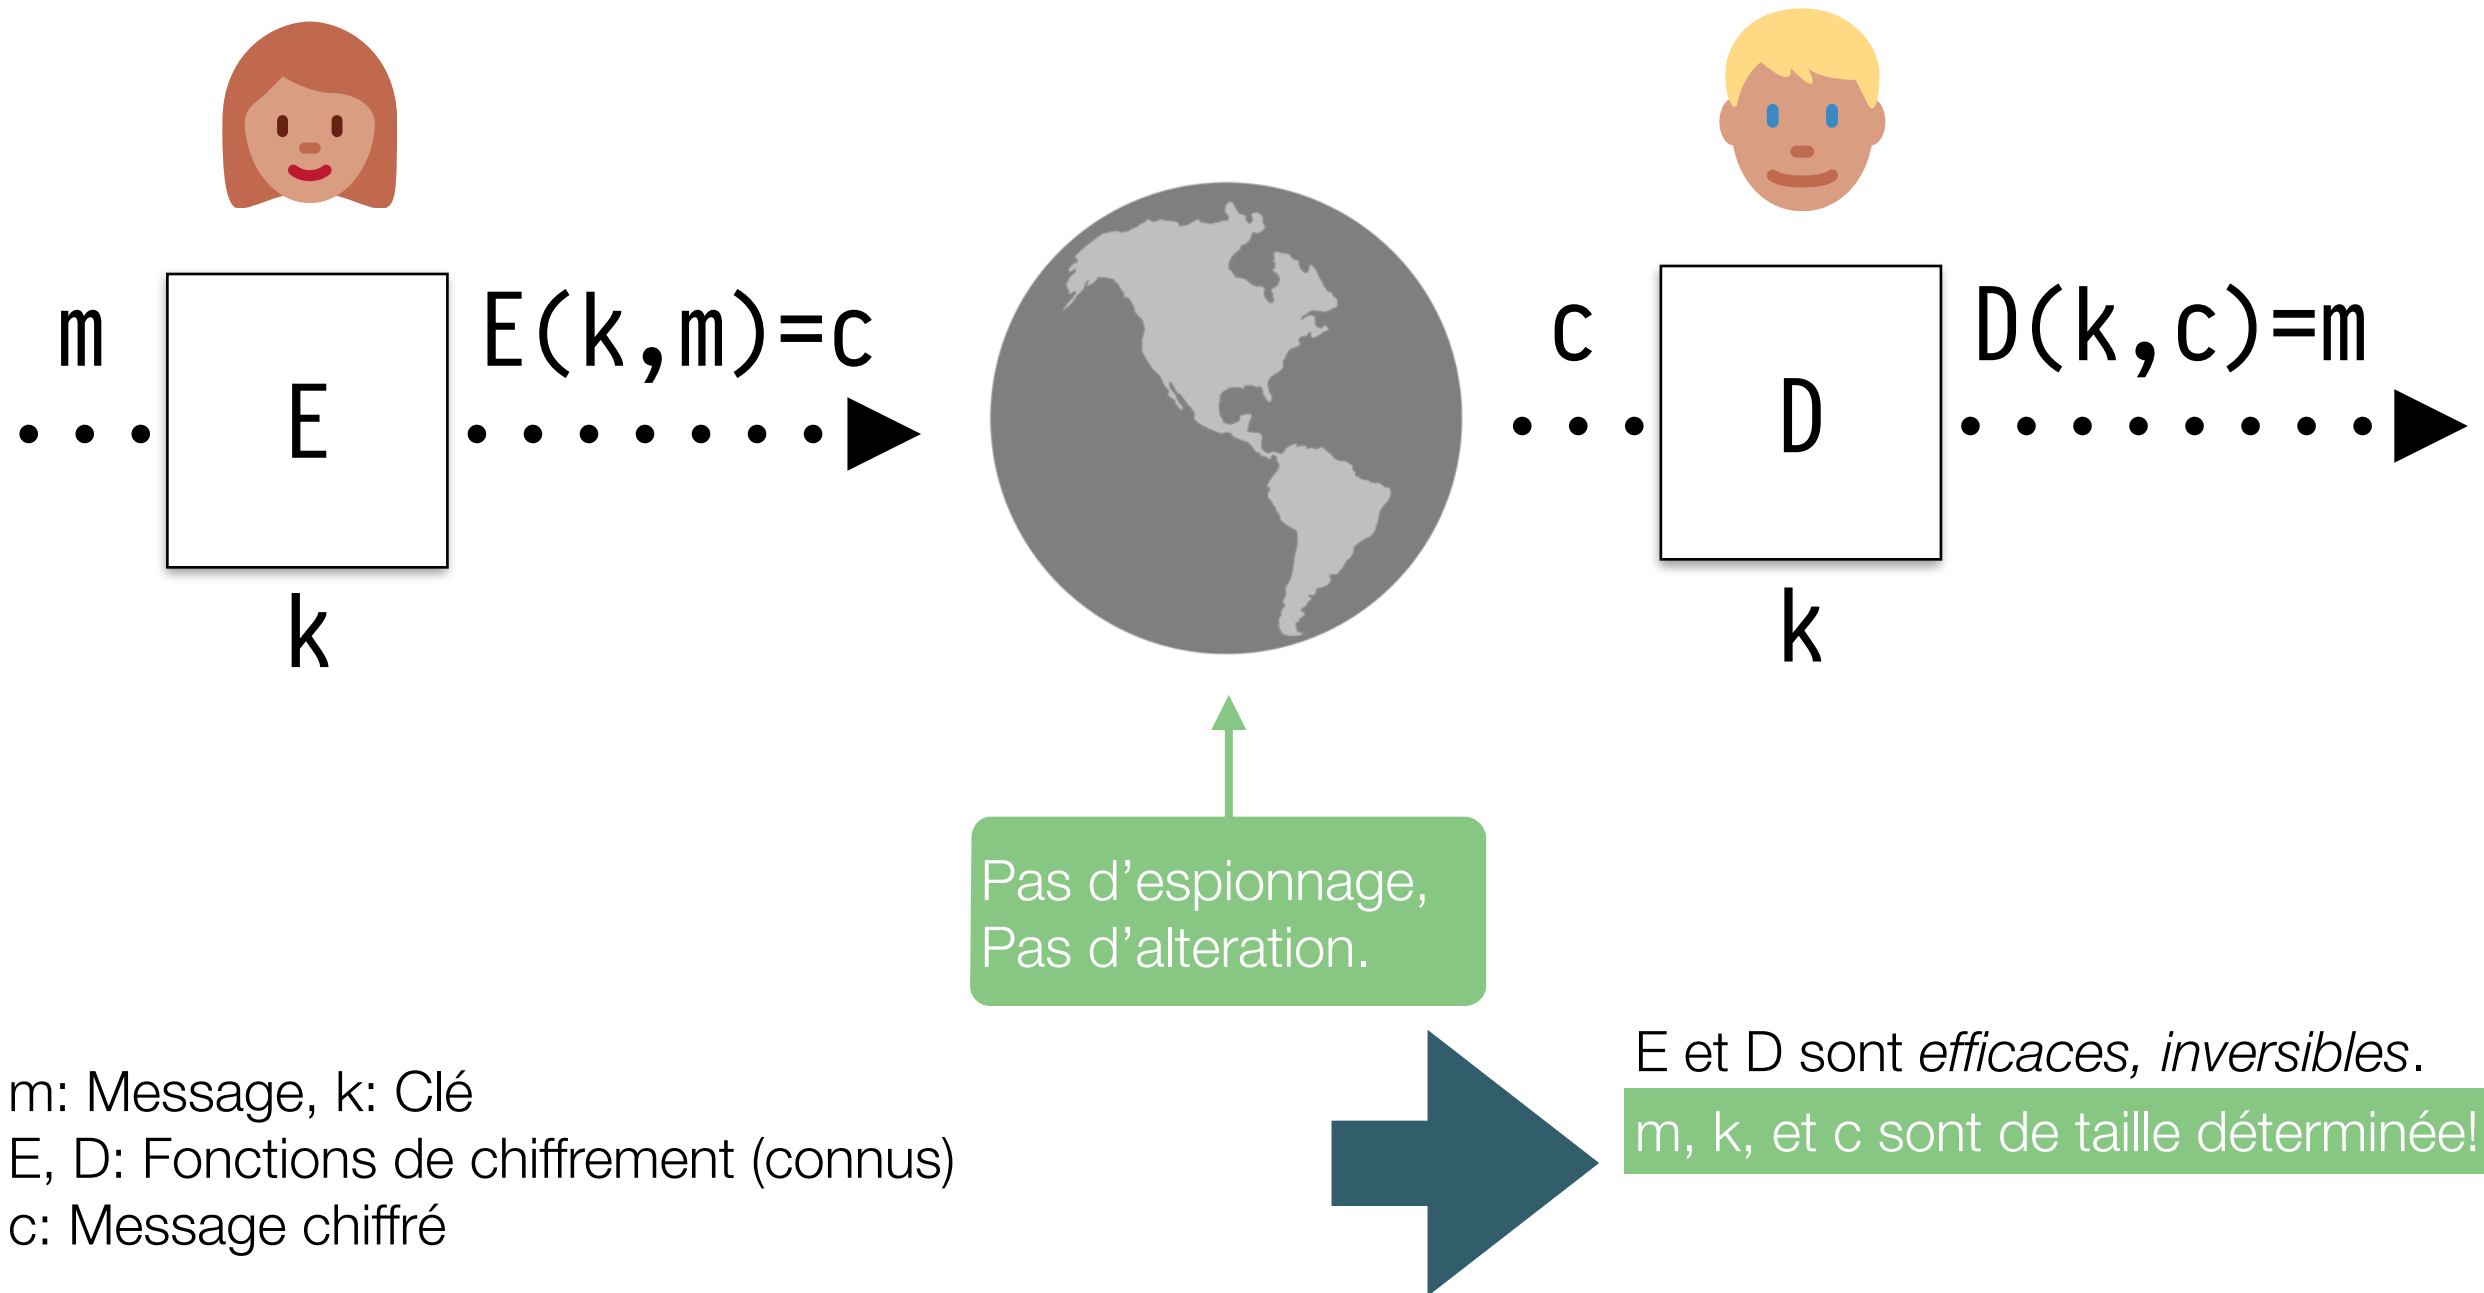 m
E
E(k,m)=c
k
c
D
D(k,c)=m
k
Pas d’espionnage,
Pas d’alteration.
m: Message, k: Clé
E, D: Fonctions de chiffrement (connus)
c: Message chiffré
E et D sont efficaces, inversibles.
m, k, et c sont de taille déterminée!